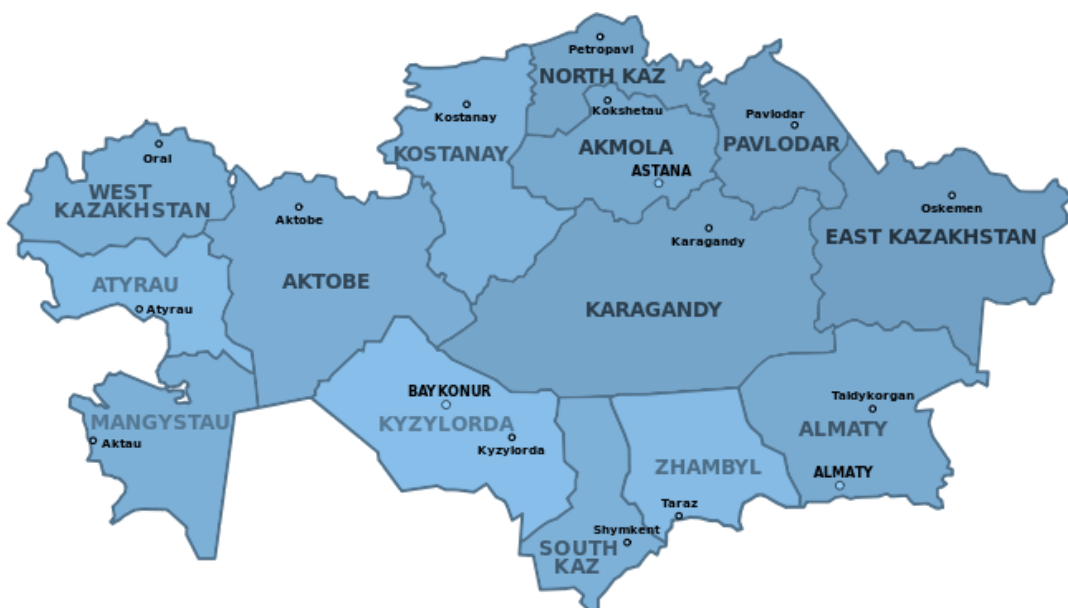 Petropavl
NORTH KAZ
Kokshetau
Kostanay
KOSTANAY
AKMOLA
ASTANA
Pavlodar
PAVLODAR
Oral
WEST
KAZAKHSTAN
Aktobe
AKTOBE
Karagandy
KARAGANDY
Oskemen
EAST KAZAKHSTAN
ATYRAU
Atyrau
MANGYSTAU
Aktau
BAYKONUR
KYZYLORDA
Kyzylorda
Taldykorgan
ALMATY
ALMATY
ZHAMBYL
Taraz
Shymkent
SOUTH
KAZ